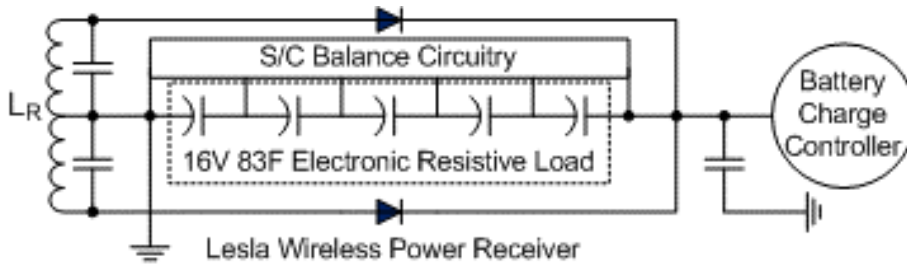 S/C Balance Circuitry
LR
16V 83F Electronic Resistive Load
Battery
Charge
Controller
Lesla Wireless Power Receiver